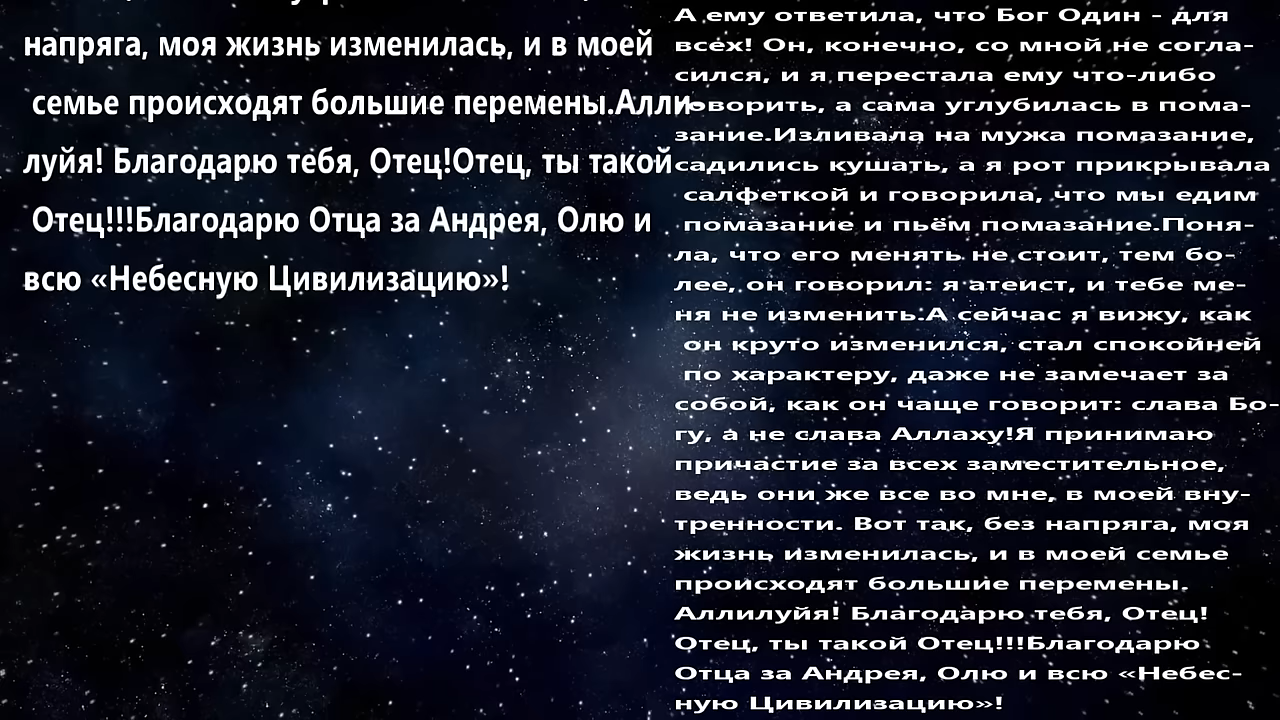 напряга, моя жизнь изменилась, и в моей
семье происходят большие перемены.Алли-
луйя! Благодарю тебя, Отец!Отец, ты такой
Отец!!!Благодарю Отца за Андрея, Олю и
всю «Небесную Цивилизацию»!
А ему ответила, что Бог Один - для
всех! Он, конечно, со мной не согла-
сился, и я перестала ему что-либо
говорить, а сама углубилась в пома-
зание.Изливала на мужа помазание,
садились кушать, а я рот прикрывала
салфеткой и говорила, что мы едим
помазание и пьём помазание.Поня-
ла, что его менять не стоит, тем бо-
лее, он говорил: я атеист, и тебе ме-
ня не изменить.А сейчас я вижу, как
он круто изменился, стал спокойней
по характеру, даже не замечает за
собой, как он чаще говорит: слава Бо-
гу, а не слава Аллаху!Я принимаю
причастие за всех заместительное,
ведь они же все во мне, в моей вну-
тренности. Вот так, без напряга, моя
жизнь изменилась, и в моей семье
происходят большие перемены.
Аллилуйя! Благодарю тебя, Отец!
Отец, ты такой Отец!!!Благодарю
Отца за Андрея, Олю и всю «Небес-
ную Цивилизацию»!